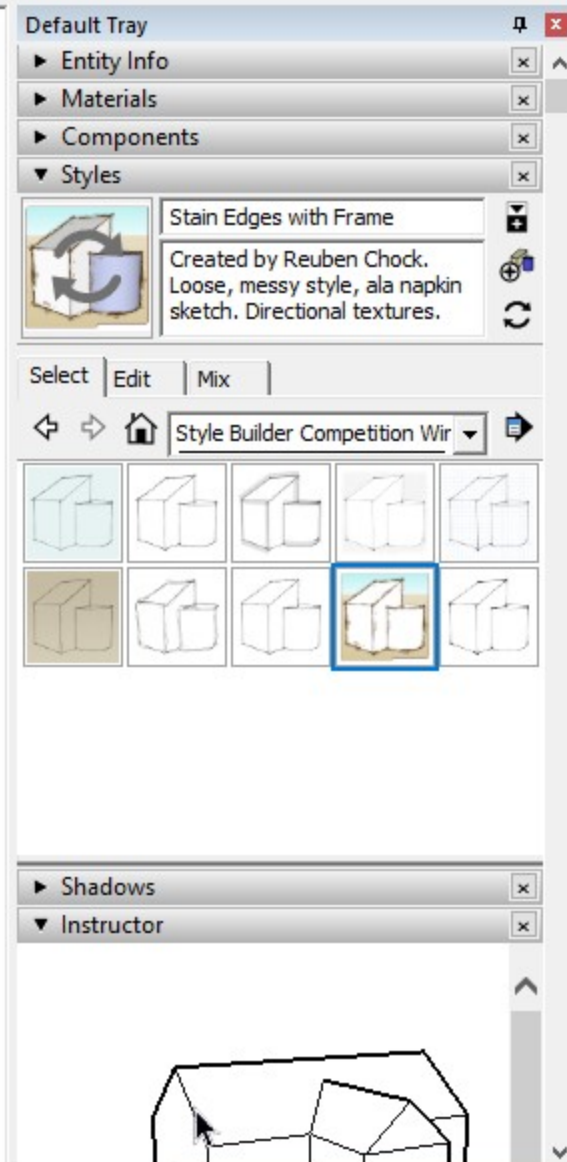 Default Tray
Entity Info
Materials
Components
Styles
Stain Edges with Frame
Created by Reuben Chock.
Loose, messy style, ala napkin
sketch. Directional textures.
Select Edit Mix
Style Builder Competition Wir
Shadows
Instructor